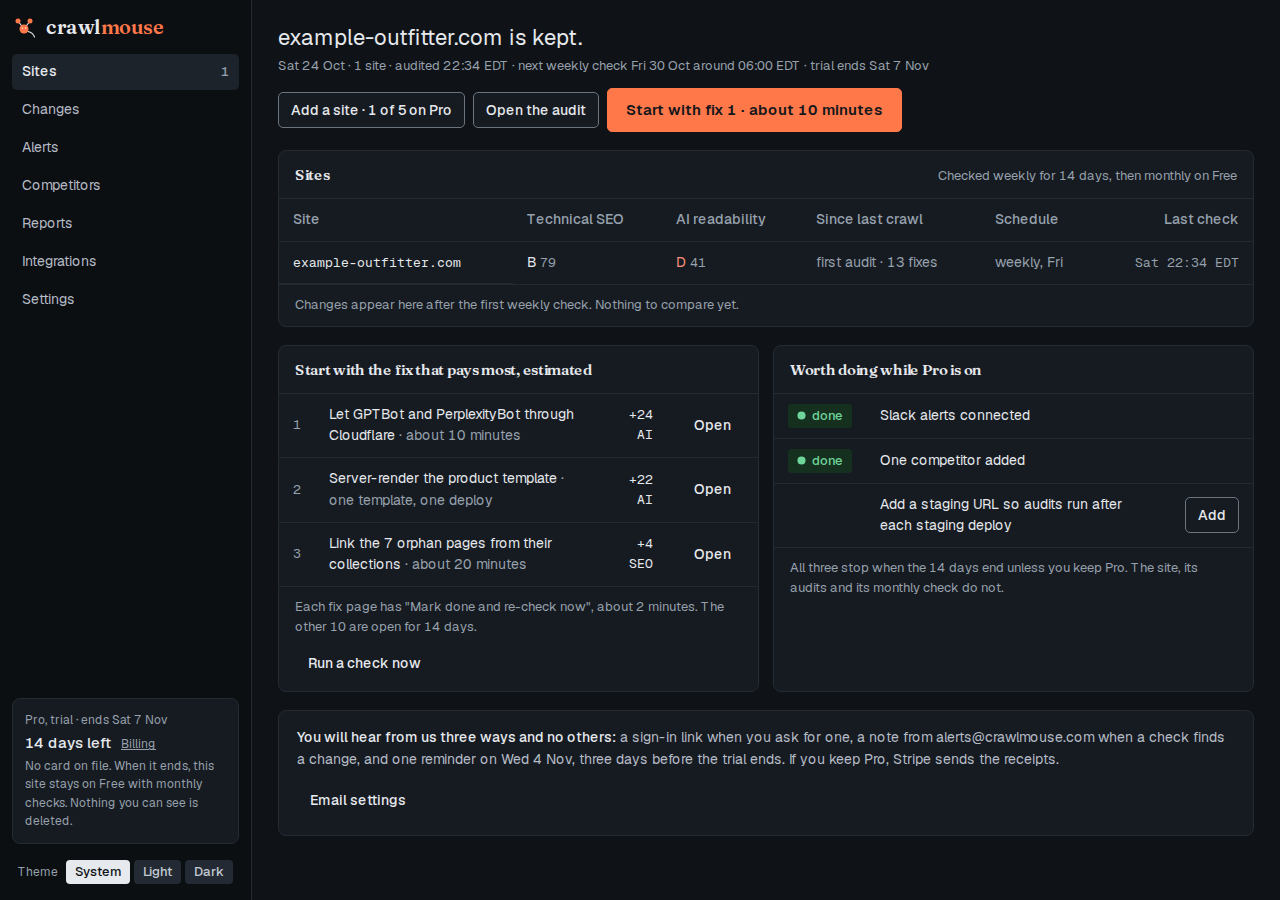 crawlmouse
Sites 1
Changes
Alerts
Competitors
Reports
Integrations
Settings
Pro, trial · ends Sat 7 Nov
14 days left Billing
No card on file. When it ends, this
site stays on Free with monthly
checks. Nothing you can see is
deleted.
Theme System Light Dark
example-outfitter.com is kept.
Sat 24 Oct · 1 site · audited 22:34 EDT · next weekly check Fri 30 Oct around 06:00 EDT · trial ends Sat 7 Nov
Add a site · 1 of 5 on Pro Open the audit Start with fix 1 · about 10 minutes
Sites Checked weekly for 14 days, then monthly on Free
Site Technical SEO AI readability Since last crawl Schedule Last check
example-outfitter.com B 79 D 41 first audit · 13 fixes weekly, Fri Sat 22:34 EDT
Changes appear here after the first weekly check. Nothing to compare yet.
Start with the fix that pays most, estimated
1 Let GPTBot and PerplexityBot through +24 Open
Cloudflare · about 10 minutes AI
2 Server-render the product template · +22 Open
one template, one deploy AI
3 Link the 7 orphan pages from their +4 Open
collections · about 20 minutes SEO
Each fix page has "Mark done and re-check now", about 2 minutes. The
other 10 are open for 14 days.
Run a check now
Worth doing while Pro is on
done Slack alerts connected
done One competitor added
Add a staging URL so audits run after Add
each staging deploy
All three stop when the 14 days end unless you keep Pro. The site, its
audits and its monthly check do not.
You will hear from us three ways and no others: a sign-in link when you ask for one, a note from alerts@crawlmouse.com when a check finds
a change, and one reminder on Wed 4 Nov, three days before the trial ends. If you keep Pro, Stripe sends the receipts.
Email settings